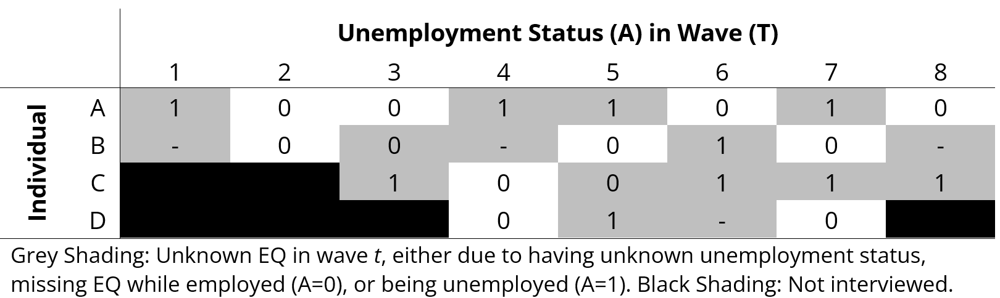 Unemployment Status (A) in Wave (T)
1 2 3 4 5 6 7 8
Individual
A 1 0 0 1 1 0 1 0
B - 0 0 - 0 1 0 -
C 1 0 0 1 1 1
D 0 1 - 0
Grey Shading: Unknown EQ in wave t, either due to having unknown unemployment status,
missing EQ while employed (A=0), or being unemployed (A=1). Black Shading: Not interviewed.